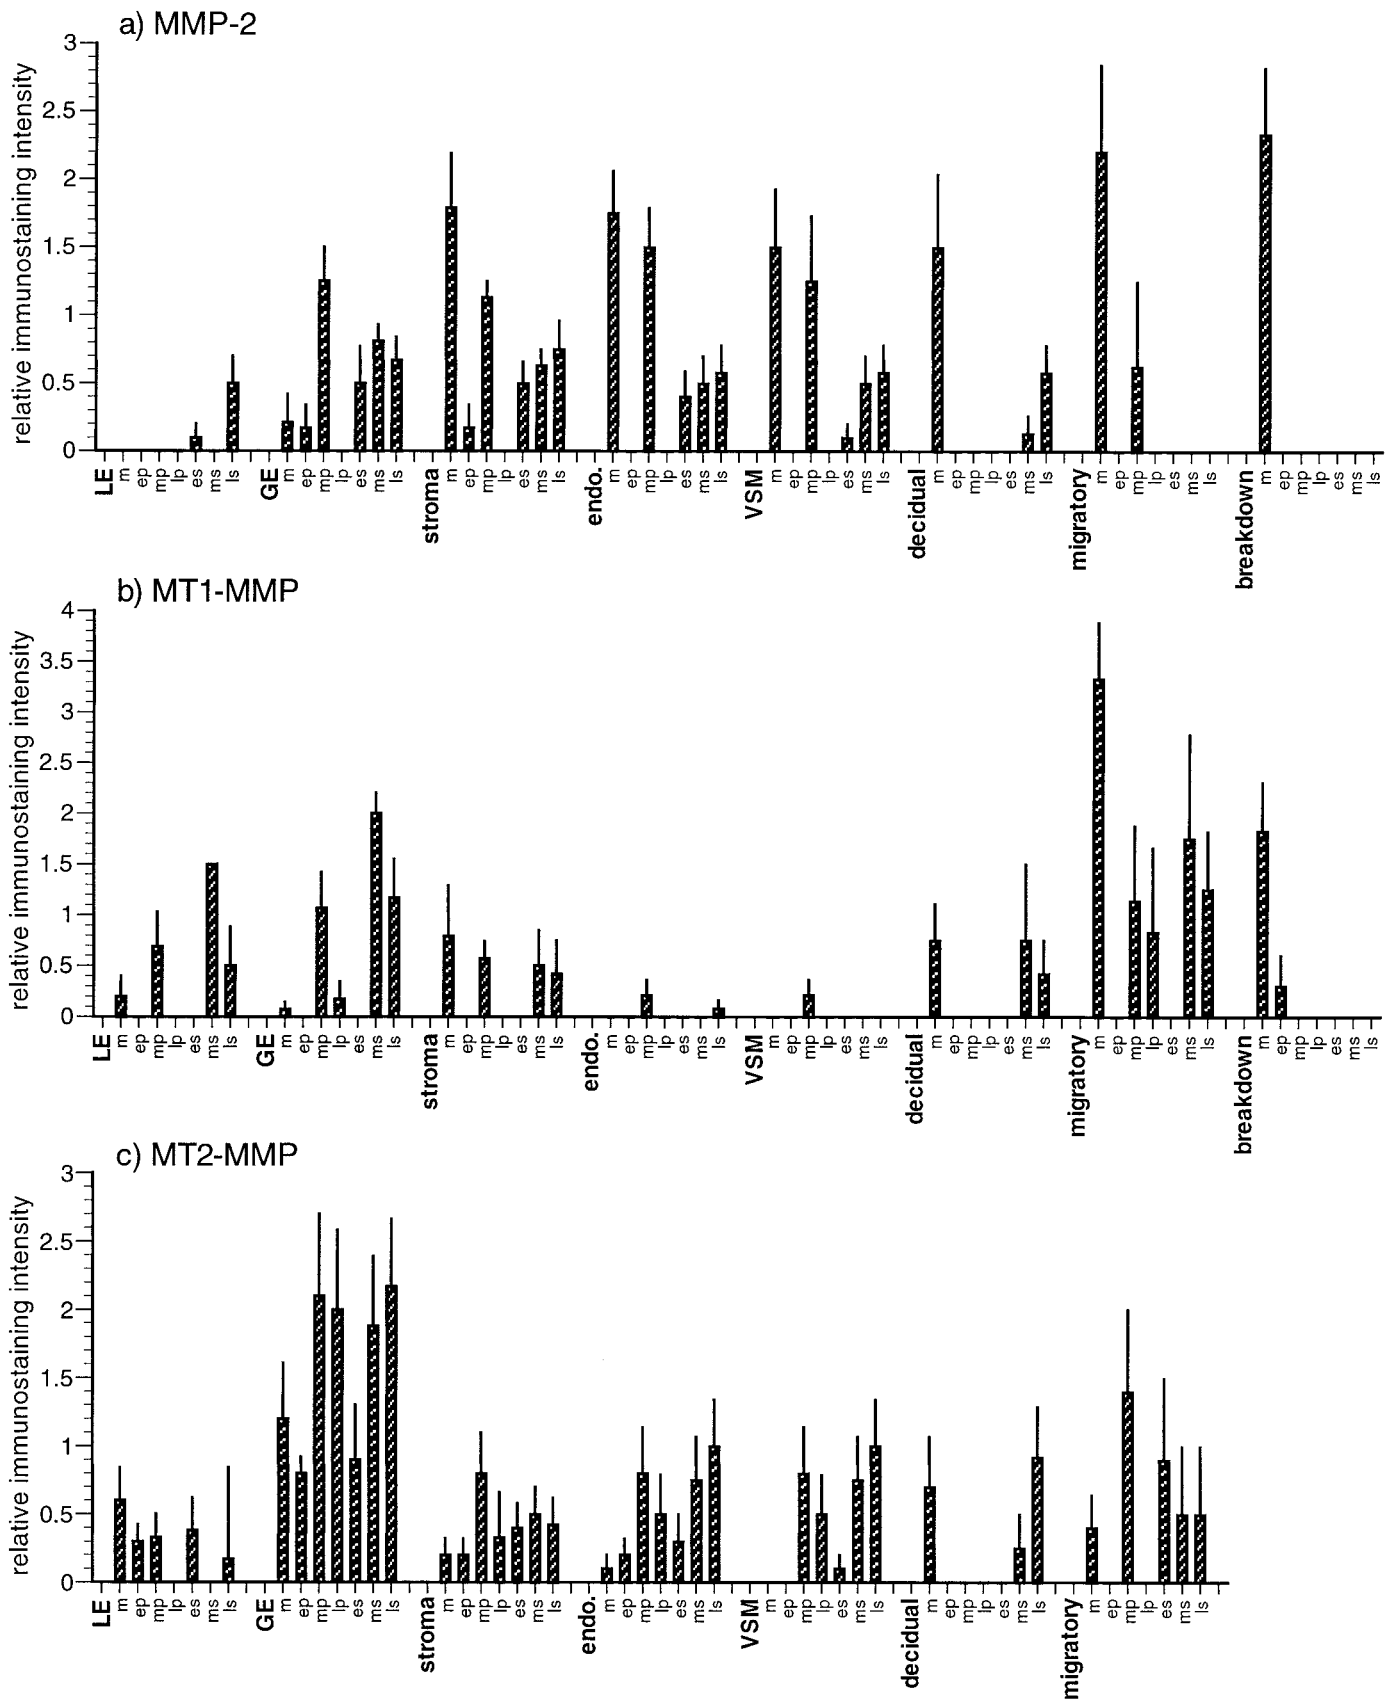 a) MMP-2
relative immunostaining intensity
3
2.5
2
1.5
1
0.5
0
LE m ep mp lp es ms ls GE m ep mp lp es ms ls stroma m ep mp lp es ms ls endo. m ep mp lp es ms ls VSM m ep mp lp es ms ls decidual m ep mp lp es ms ls migratory m ep mp lp es ms ls breakdown m ep mp lp es ms ls
b) MT1-MMP
relative immunostaining intensity
4
3.5
3
2.5
2
1.5
1
0.5
0
LE m ep mp lp es ms ls GE m ep mp lp es ms ls stroma m ep mp lp es ms ls endo. m ep mp lp es ms ls VSM m ep mp lp es ms ls decidual m ep mp lp es ms ls migratory m ep mp lp es ms ls breakdown m ep mp lp es ms ls
c) MT2-MMP
relative immunostaining intensity
3
2.5
2
1.5
1
0.5
0
LE m ep mp lp es ms ls GE m ep mp lp es ms ls stroma m ep mp lp es ms ls endo. m ep mp lp es ms ls VSM m ep mp lp es ms ls decidual m ep mp lp es ms ls migratory m ep mp lp es ms ls